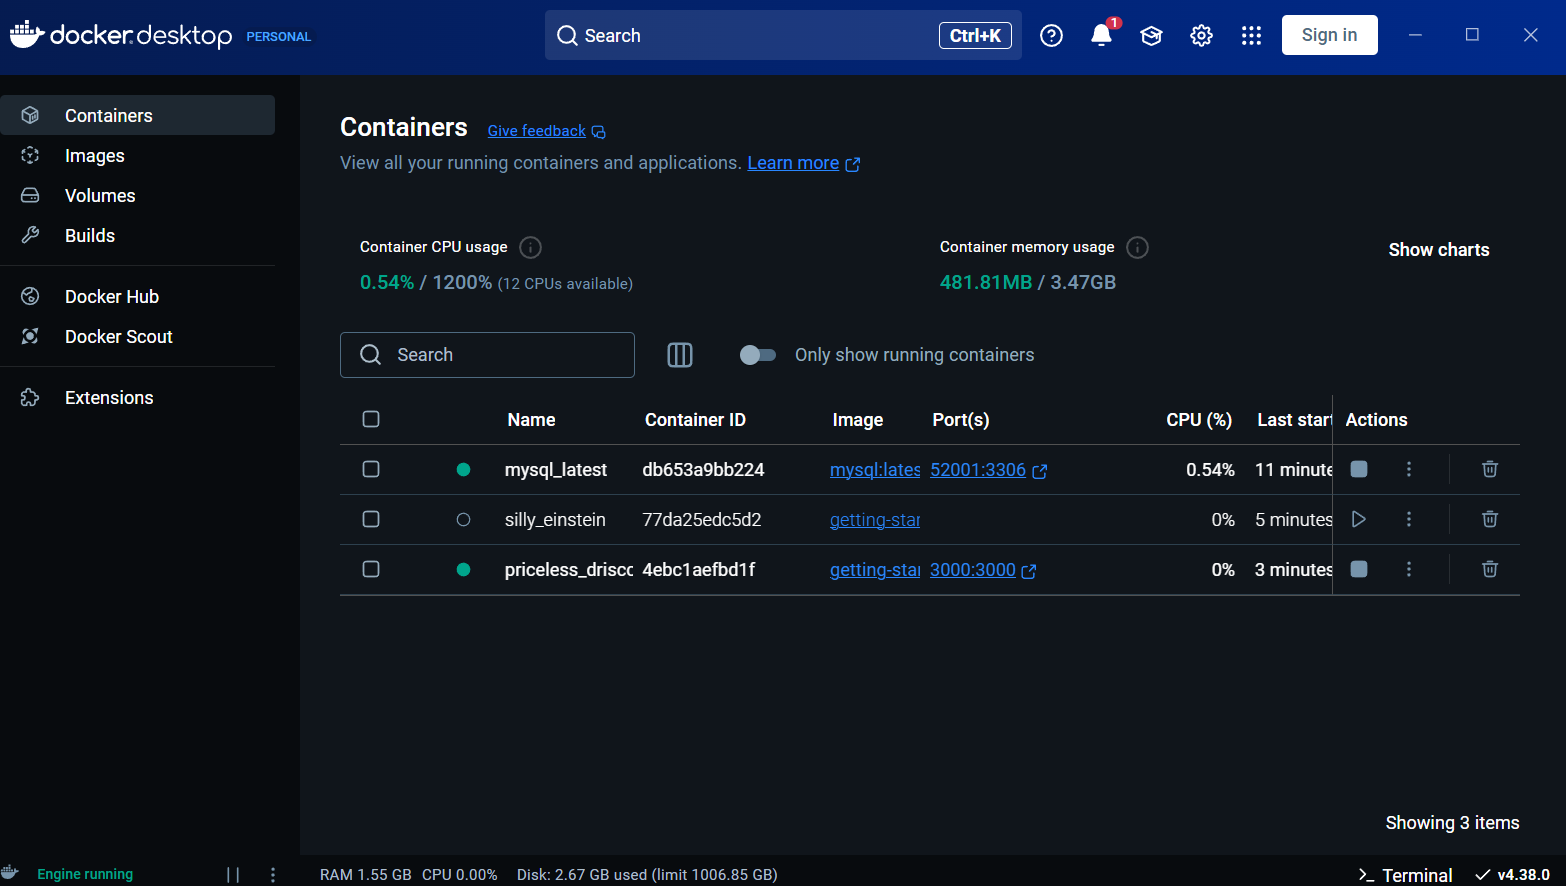 docker.desktop PERSONAL Search Ctrl+K 1 Sign in
Containers
Images
Volumes
Builds
Docker Hub
Docker Scout
Extensions
Containers Give feedback
View all your running containers and applications. Learn more
Container CPU usage Container memory usage Show charts
0.54% / 1200% (12 CPUs available) 481.81MB / 3.47GB
Search Only show running containers
Name Container ID Image Port(s) CPU (%) Last start Actions
mysql_latest db653a9bb224 mysql:lates 52001:3306 0.54% 11 minute
silly_einstein 77da25edc5d2 getting-star 0% 5 minutes
priceless_drisco 4ebc1aefbd1f getting-star 3000:3000 0% 3 minutes
Showing 3 items
Engine running RAM 1.55 GB CPU 0.00% Disk: 2.67 GB used (limit 1006.85 GB) >_ Terminal v4.38.0